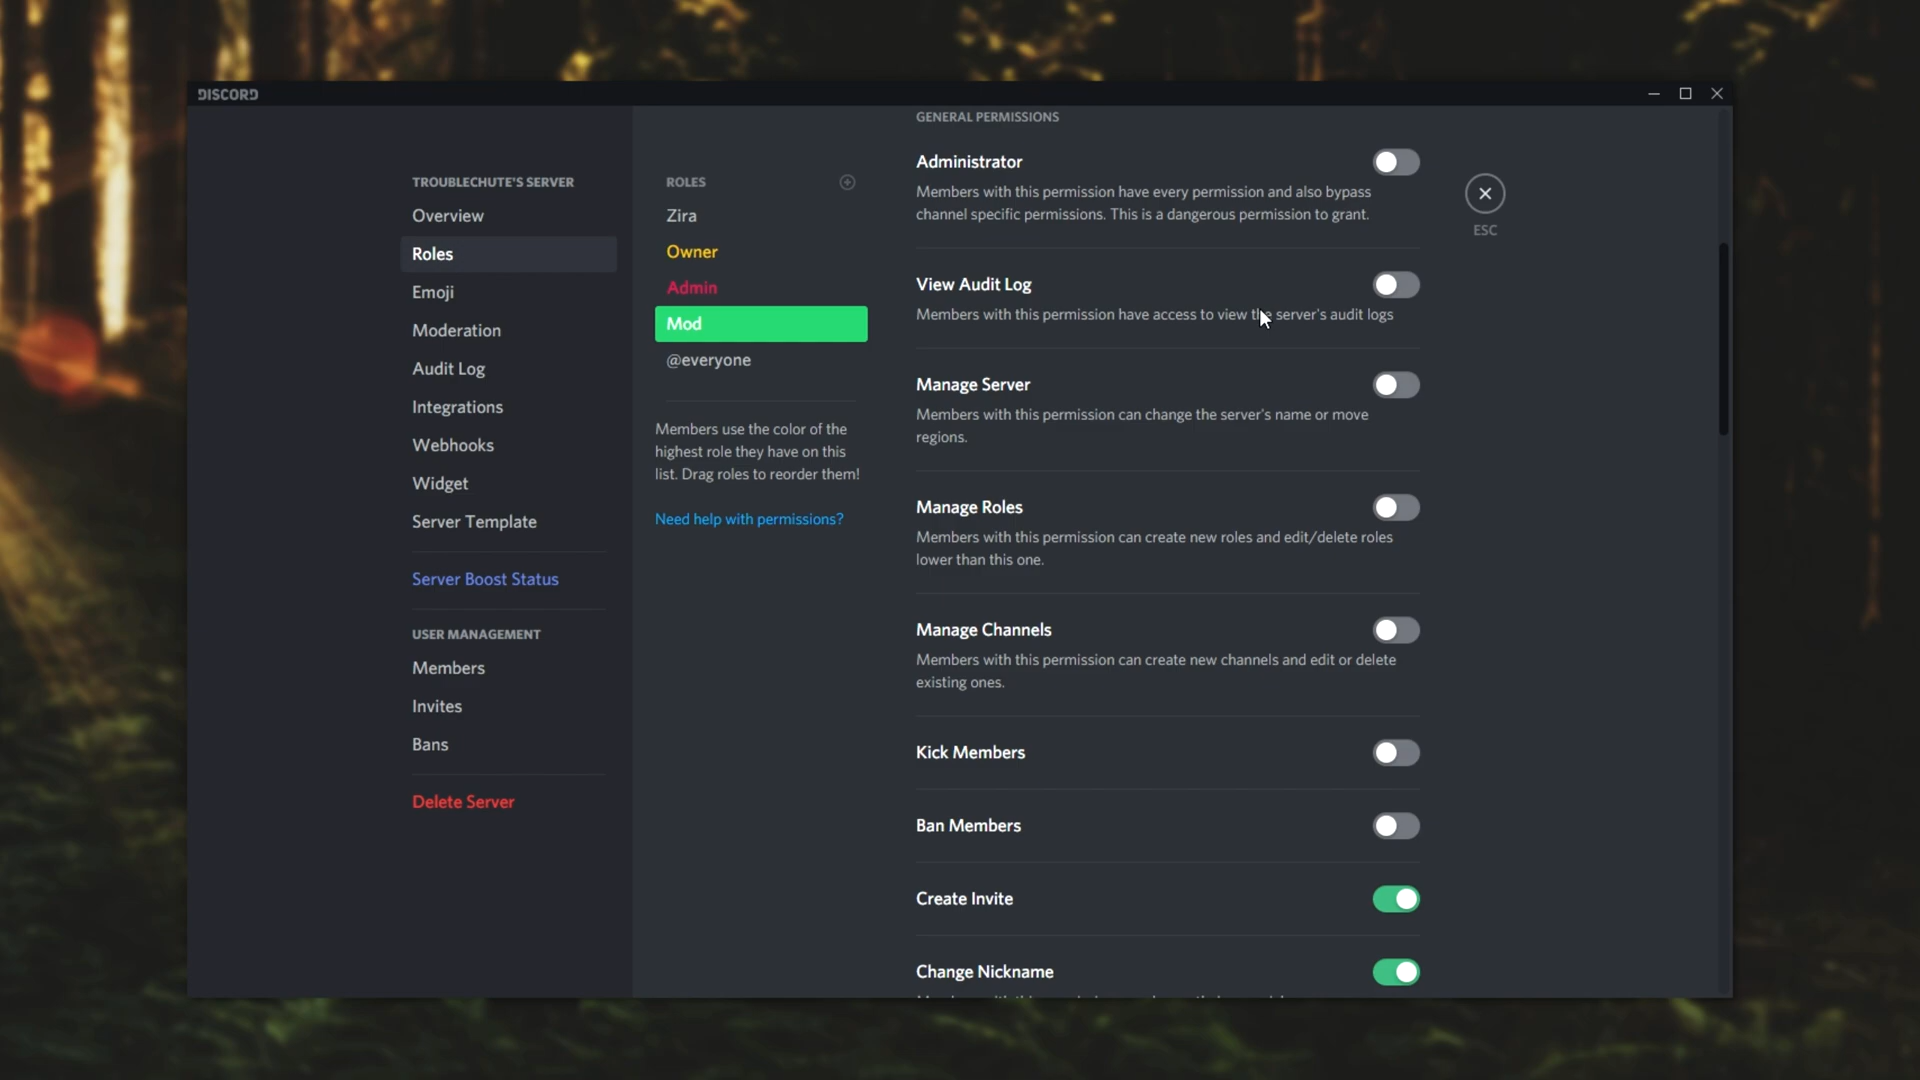 DISCORD
TROUBLECHUTE'S SERVER
Overview
Roles
Emoji
Moderation
Audit Log
Integrations
Webhooks
Widget
Server Template
Server Boost Status
USER MANAGEMENT
Members
Invites
Bans
Delete Server
ROLES
Zira
Owner
Admin
Mod
@everyone
Members use the color of the
highest role they have on this
list. Drag roles to reorder them!
Need help with permissions?
GENERAL PERMISSIONS
Administrator
Members with this permission have every permission and also bypass
channel specific permissions. This is a dangerous permission to grant.
View Audit Log
Members with this permission have access to view the server's audit logs
Manage Server
Members with this permission can change the server's name or move
regions.
Manage Roles
Members with this permission can create new roles and edit/delete roles
lower than this one.
Manage Channels
Members with this permission can create new channels and edit or delete
existing ones.
Kick Members
Ban Members
Create Invite
Change Nickname
ESC